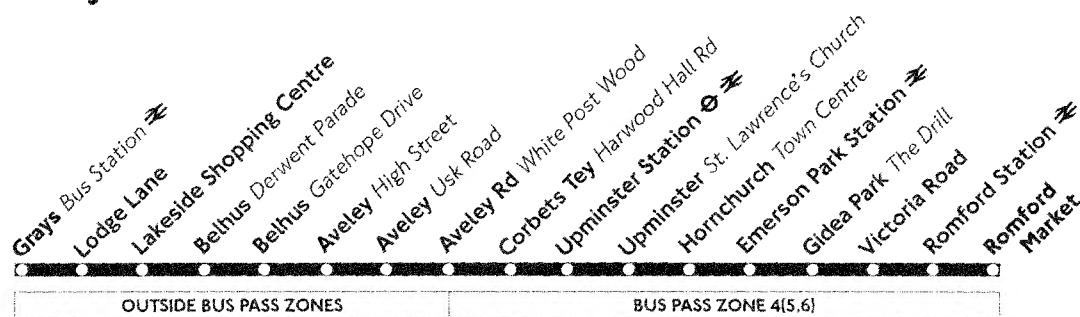 Grays Bus Station
Lodge Lane
Lakeside Shopping Centre
Belhus Derwent Parade
Belhus Gatehope Drive
Aveley High Street
Aveley Usk Road
Aveley Rd White Post Wood
Corbets Tey Harwood Hall Rd
Upminster Station
Upminster St. Lawrence's Church
Hornchurch Town Centre
Emerson Park Station
Gidea Park The Drill
Victoria Road
Romford Station
Romford
Market
OUTSIDE BUS PASS ZONES
BUS PASS ZONE 4(5,6)